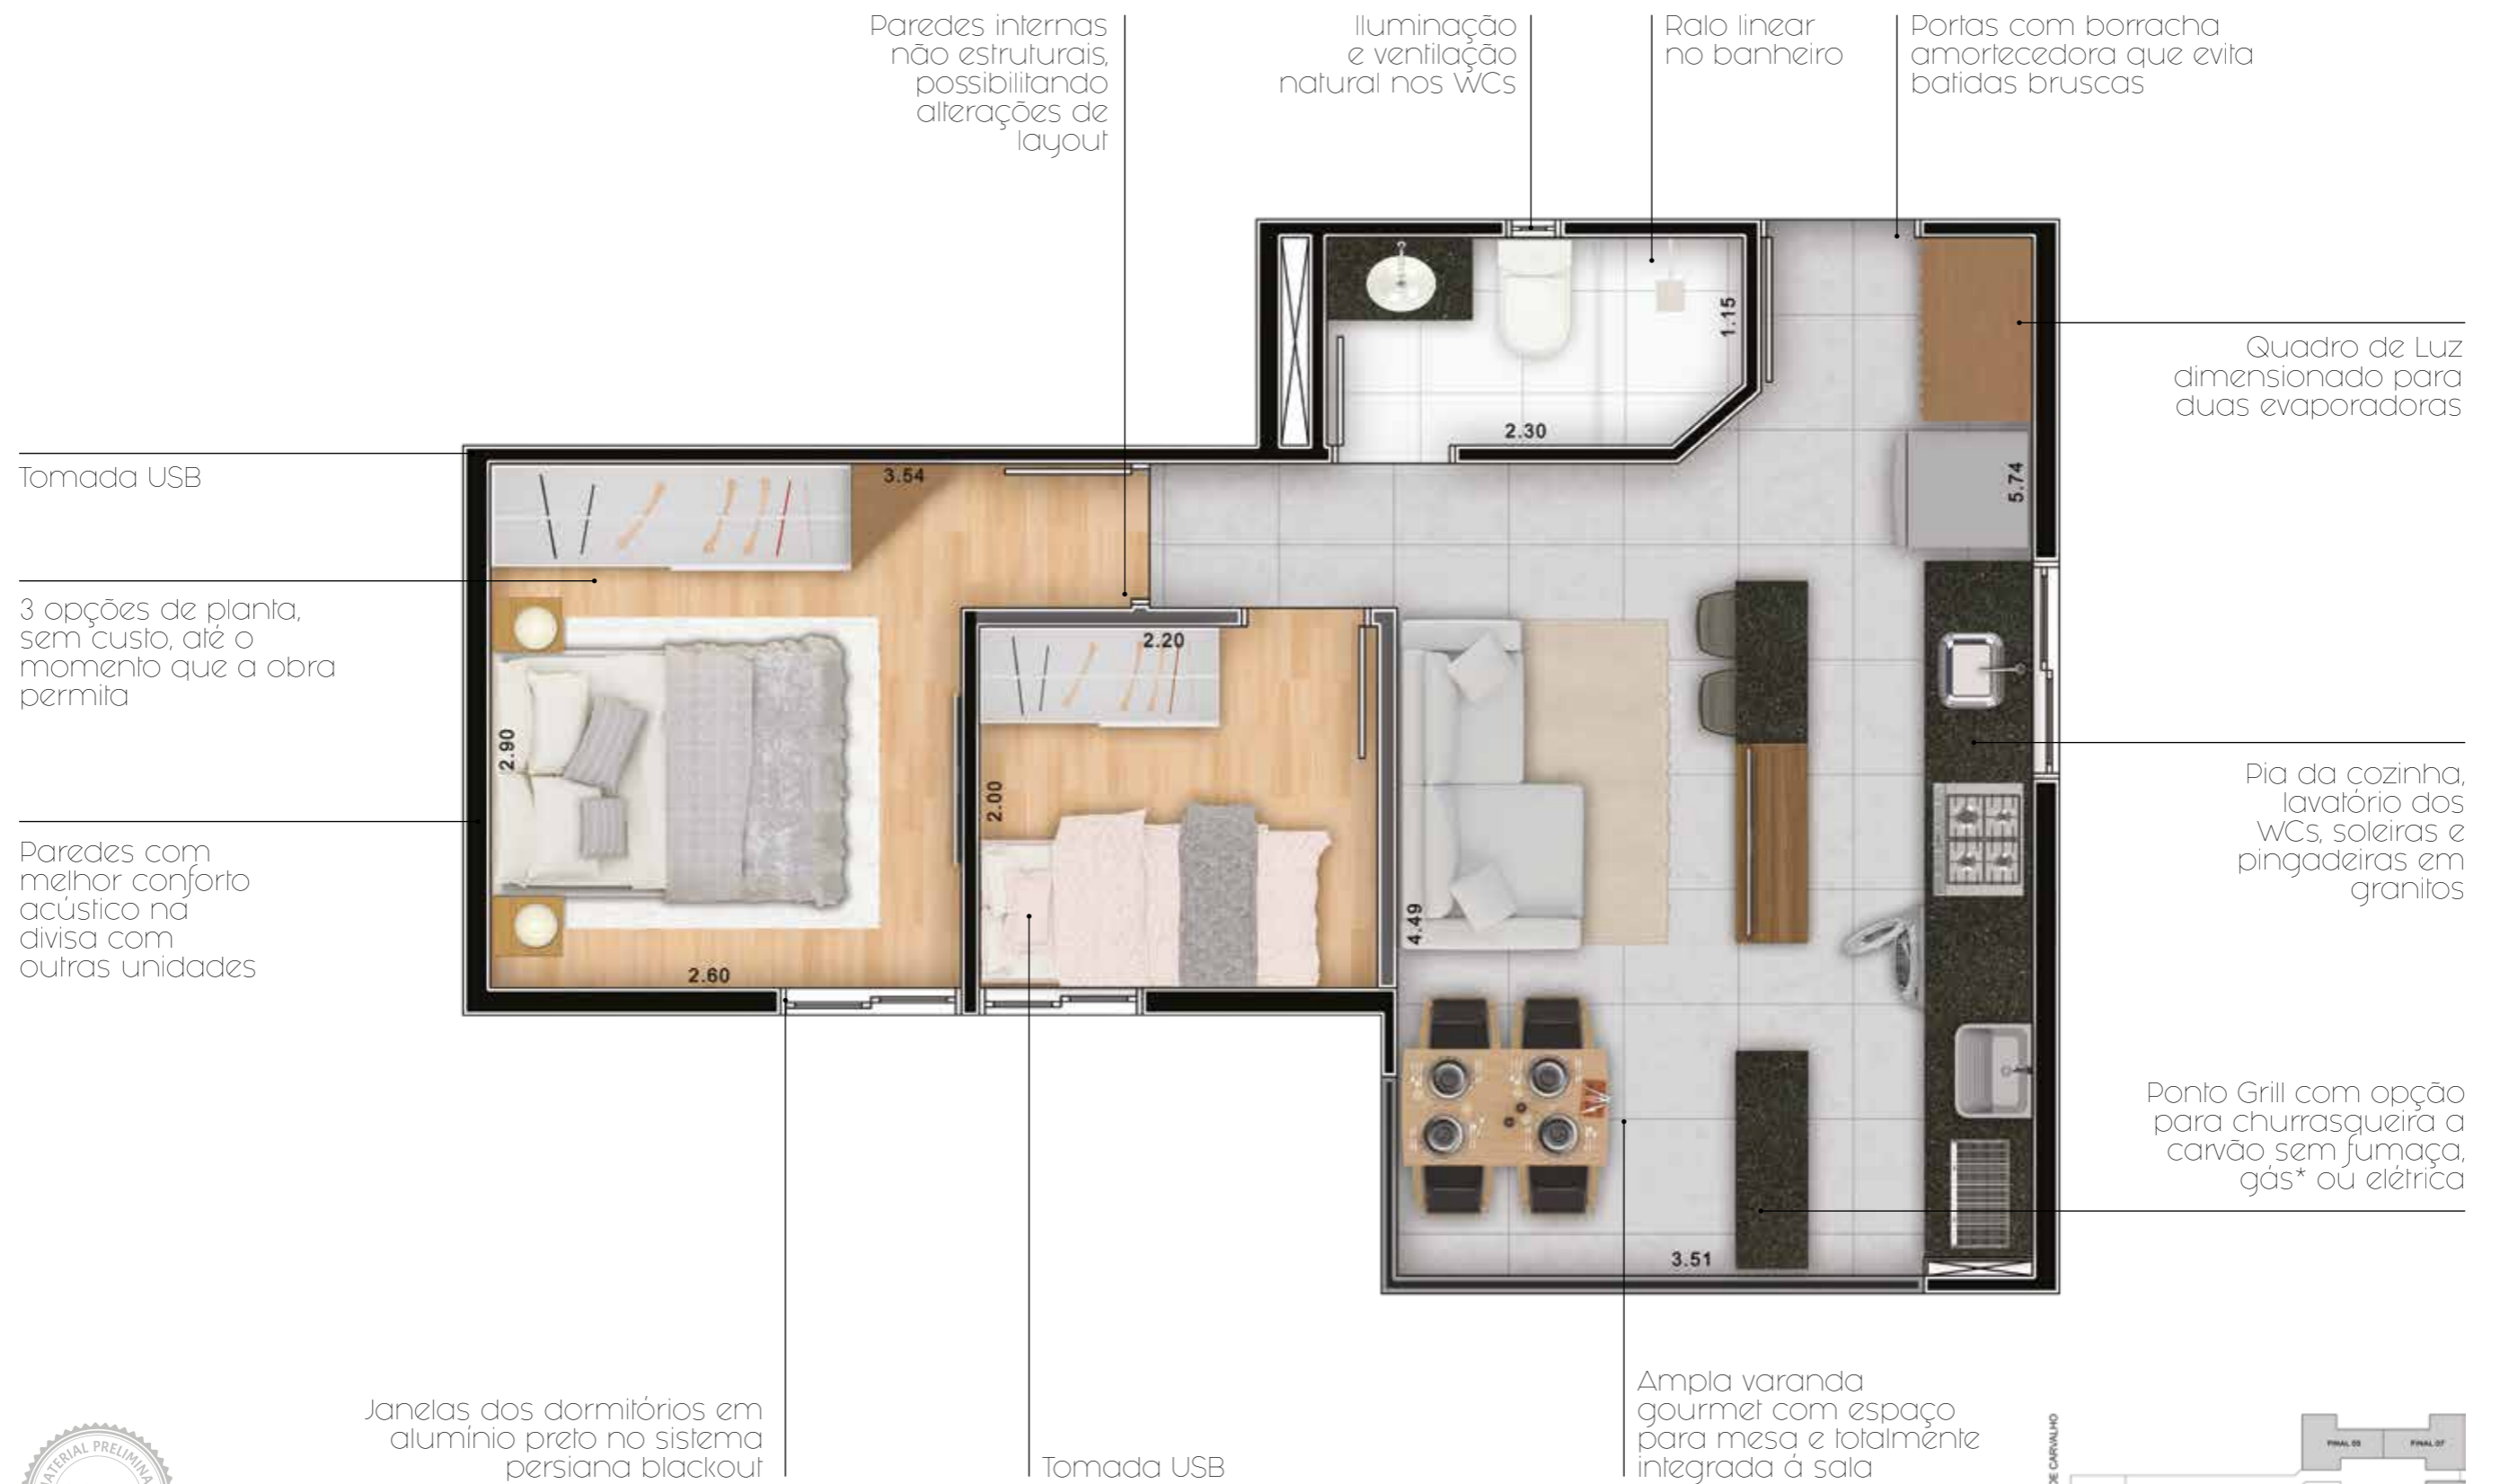 Paredes internas
não estruturais,
possibilitando
alterações de
layout
Iluminação
e ventilação
natural nos WCs
Ralo linear
no banheiro
Portas com borracha
amortecedora que evita
batidas bruscas
Quadro de Luz
dimensionado para
duas evaporadoras
Tomada USB
3 opções de planta,
sem custo, até o
momento que a obra
permita
Paredes com
melhor conforto
acústico na
divisa com
outras unidades
1.15
2.30
3.54
5.74
2.20
2.90
2.00
4.49
2.60
3.51
Pia da cozinha,
lavatório dos
WCs, soleiras e
pingadeiras em
granitos
Ponto Grill com opção
para churrasqueira a
carvão sem fumaça,
gás* ou elétrica
Janelas dos dormitórios em
alumínio preto no sistema
persiana blackout
Tomada USB
Ampla varanda
gourmet com espaço
para mesa e totalmente
integrada á sala
DE CARVALHO
FINAL 07